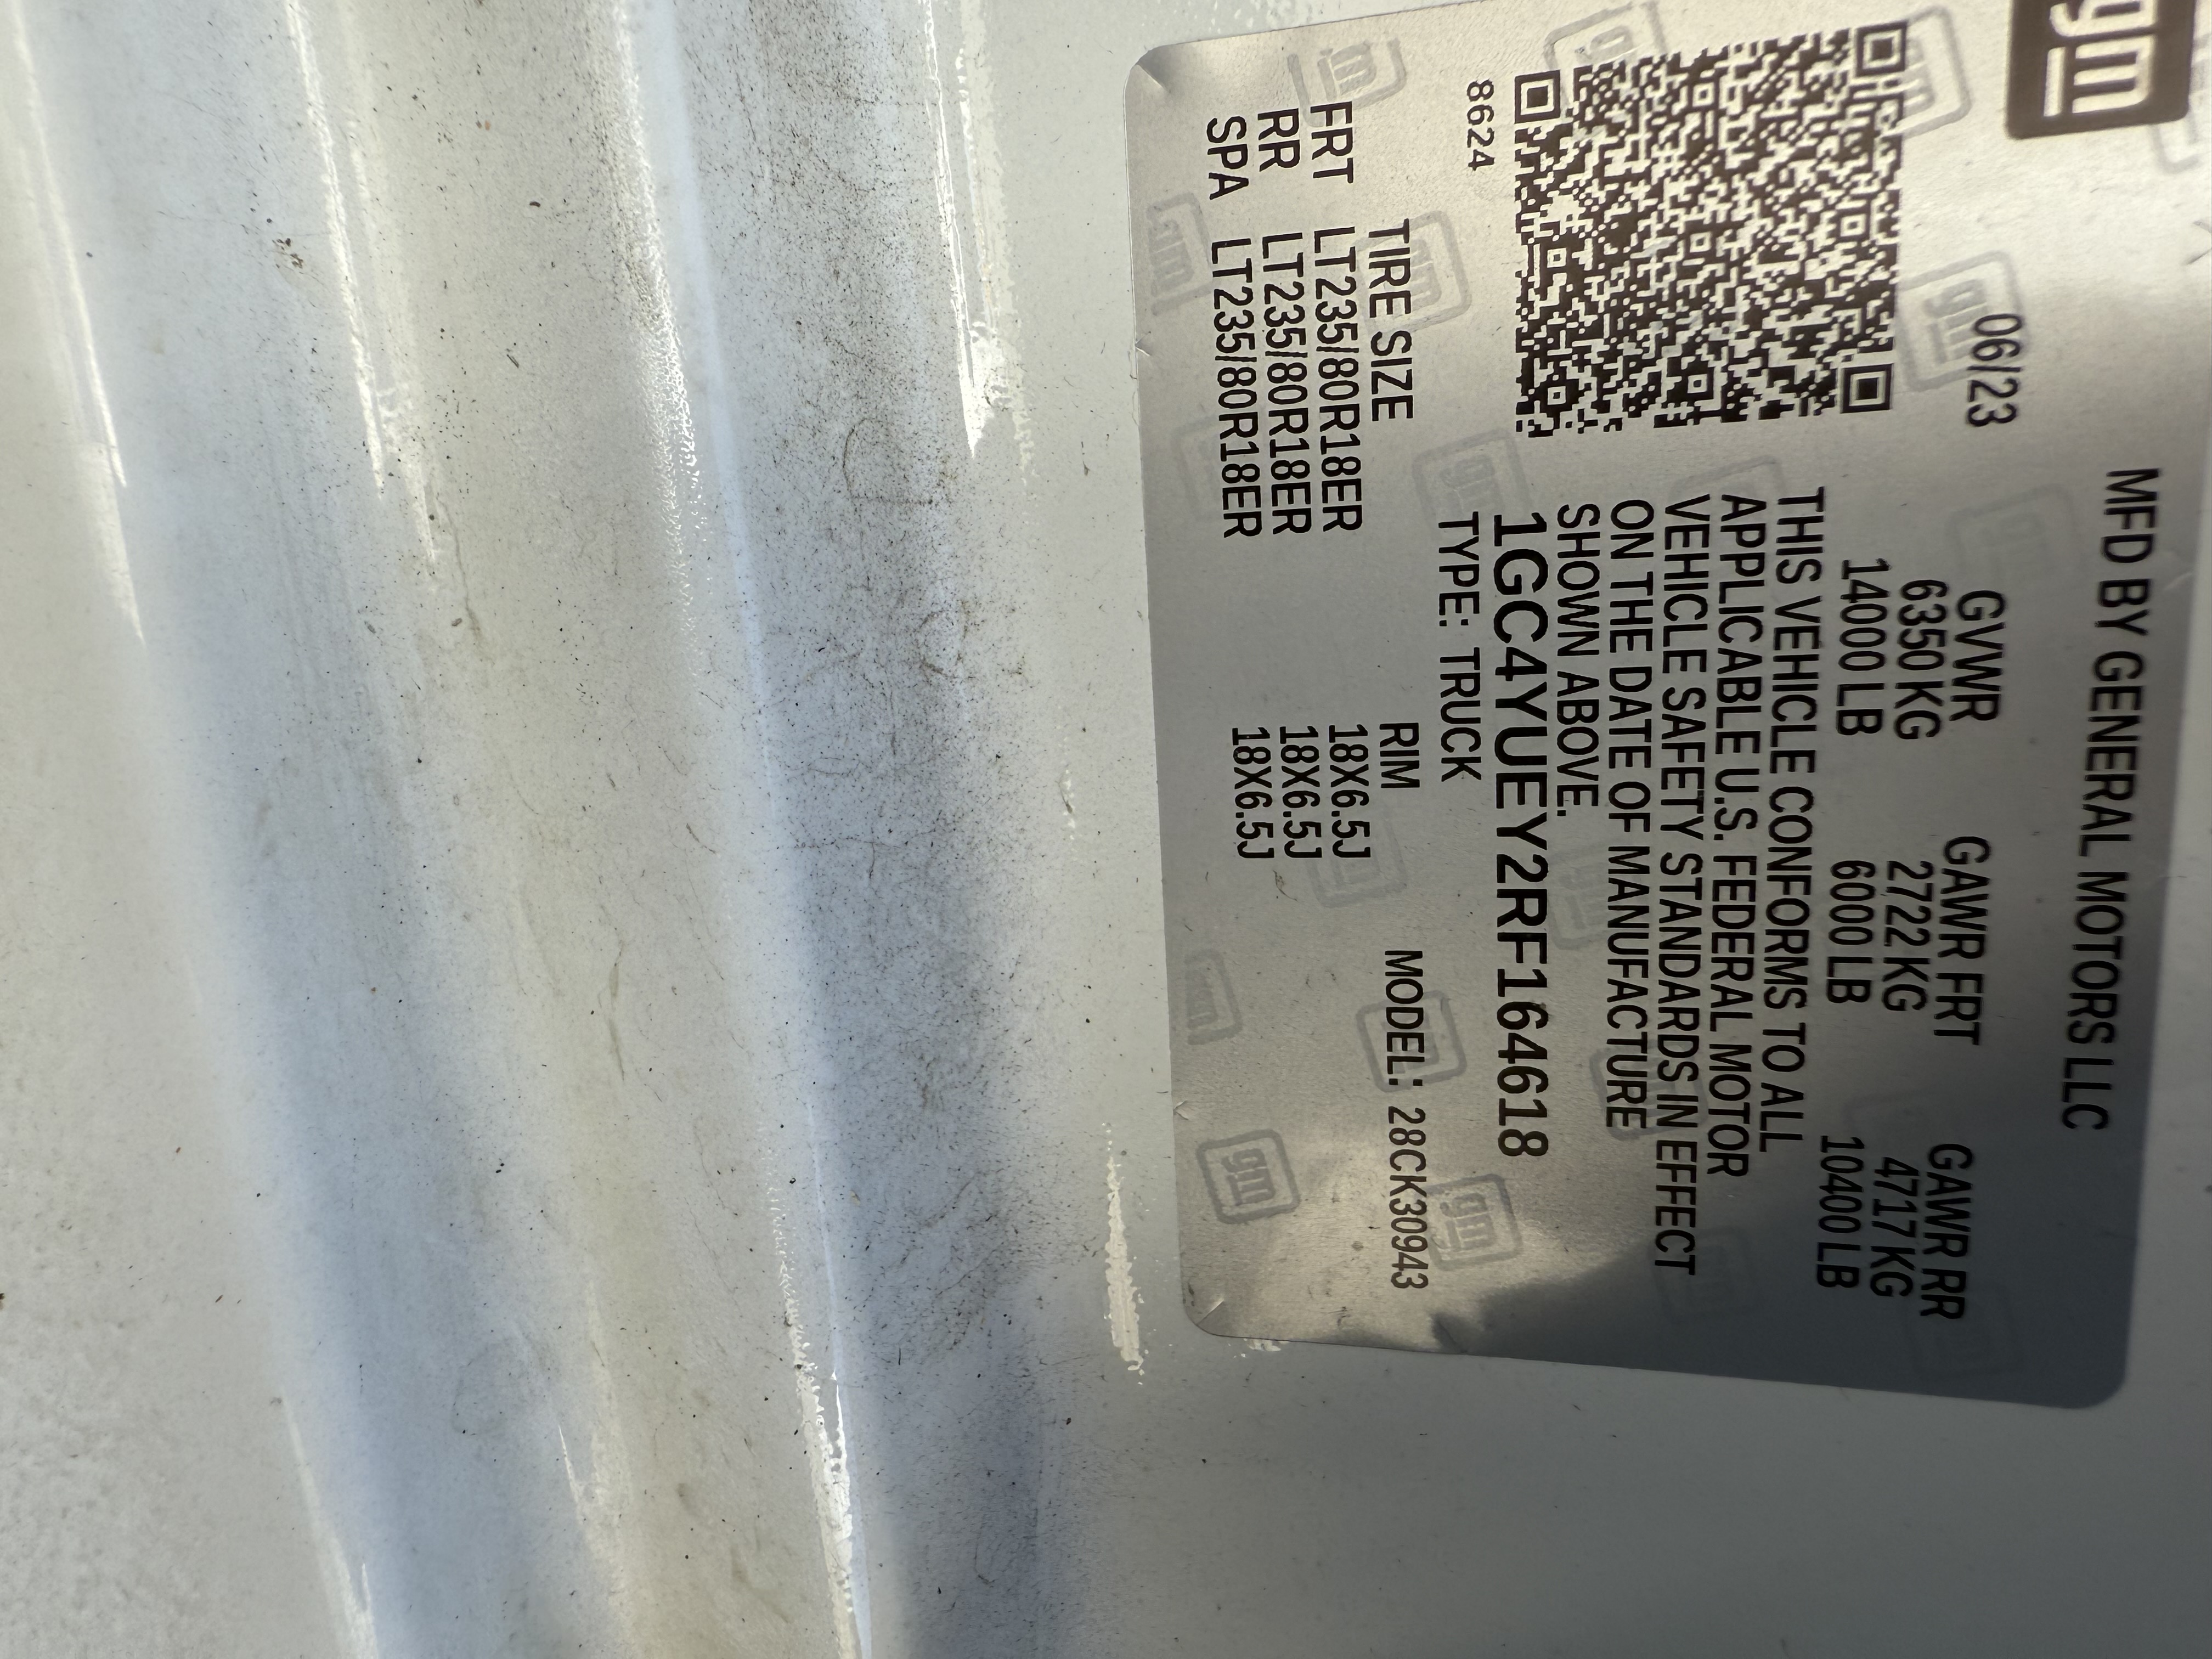 gm
MFD BY GENERAL MOTORS LLC
06/23
GVWR GAWR FRT GAWR RR
6350 KG 2722 KG 4717 KG
14000 LB 6000 LB 10400 LB
THIS VEHICLE CONFORMS TO ALL
APPLICABLE U.S. FEDERAL MOTOR
VEHICLE SAFETY STANDARDS IN EFFECT
ON THE DATE OF MANUFACTURE
SHOWN ABOVE.
1GC4YUEY2RF164618
8624
TYPE: TRUCK
MODEL: 28CK30943
TIRE SIZE RIM
FRT LT235/80R18ER 18X6.5J
RR LT235/80R18ER 18X6.5J
SPA LT235/80R18ER 18X6.5J